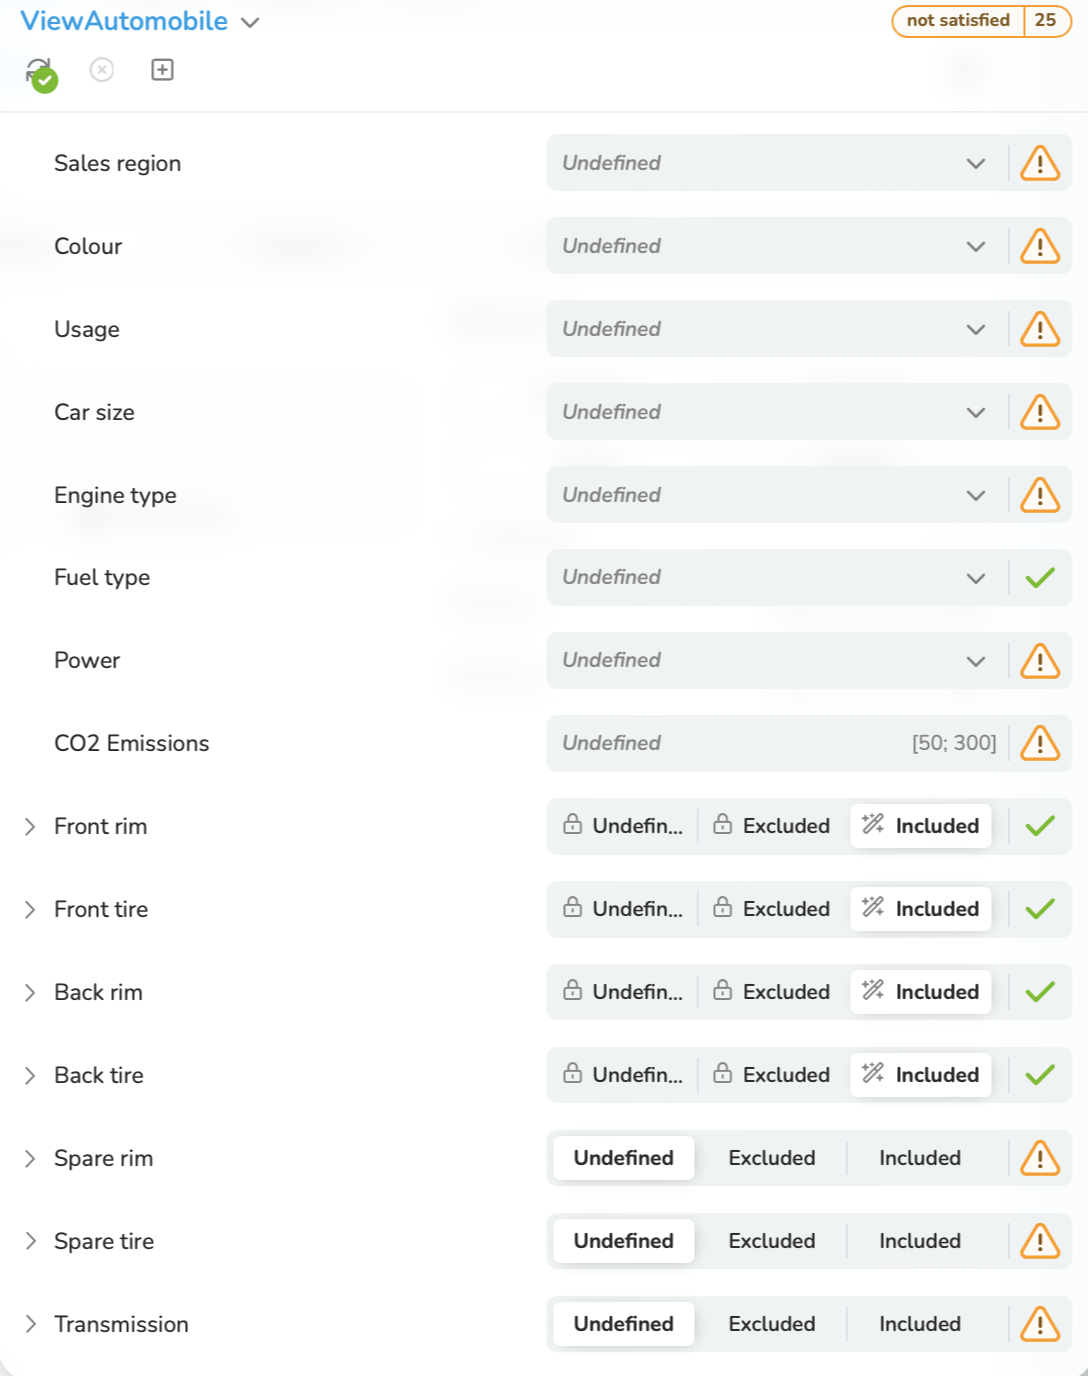 ViewAutomobile
not satisfied 25
Sales region Undefined
Colour Undefined
Usage Undefined
Car size Undefined
Engine type Undefined
Fuel type Undefined
Power Undefined
CO2 Emissions Undefined [50; 300]
Front rim Undefin... Excluded Included
Front tire Undefin... Excluded Included
Back rim Undefin... Excluded Included
Back tire Undefin... Excluded Included
Spare rim Undefined Excluded Included
Spare tire Undefined Excluded Included
Transmission Undefined Excluded Included